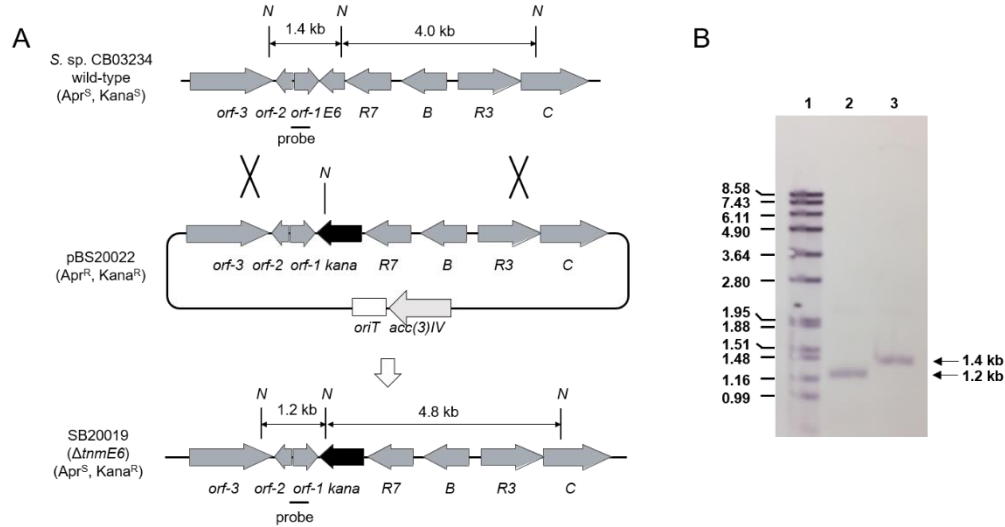 A
N N N
1.4 kb 4.0 kb
S. sp. CB03234
wild-type
(Apr^S, Kana^S)
orf-3 orf-2 orf-1 E6 R7 B R3 C
probe
N
pBS20022
(Apr^R, Kana^R)
orf-3 orf-2 orf-1 kana R7 B R3 C
oriT acc(3)IV
N N N
1.2 kb 4.8 kb
SB20019
(ΔtnmE6)
(Apr^S, Kana^R)
orf-3 orf-2 orf-1 kana R7 B R3 C
probe
B
1 2 3
8.58
7.43
6.11
4.90
3.64
2.80
1.95
1.88
1.51
1.48
1.16
0.99
1.4 kb
1.2 kb